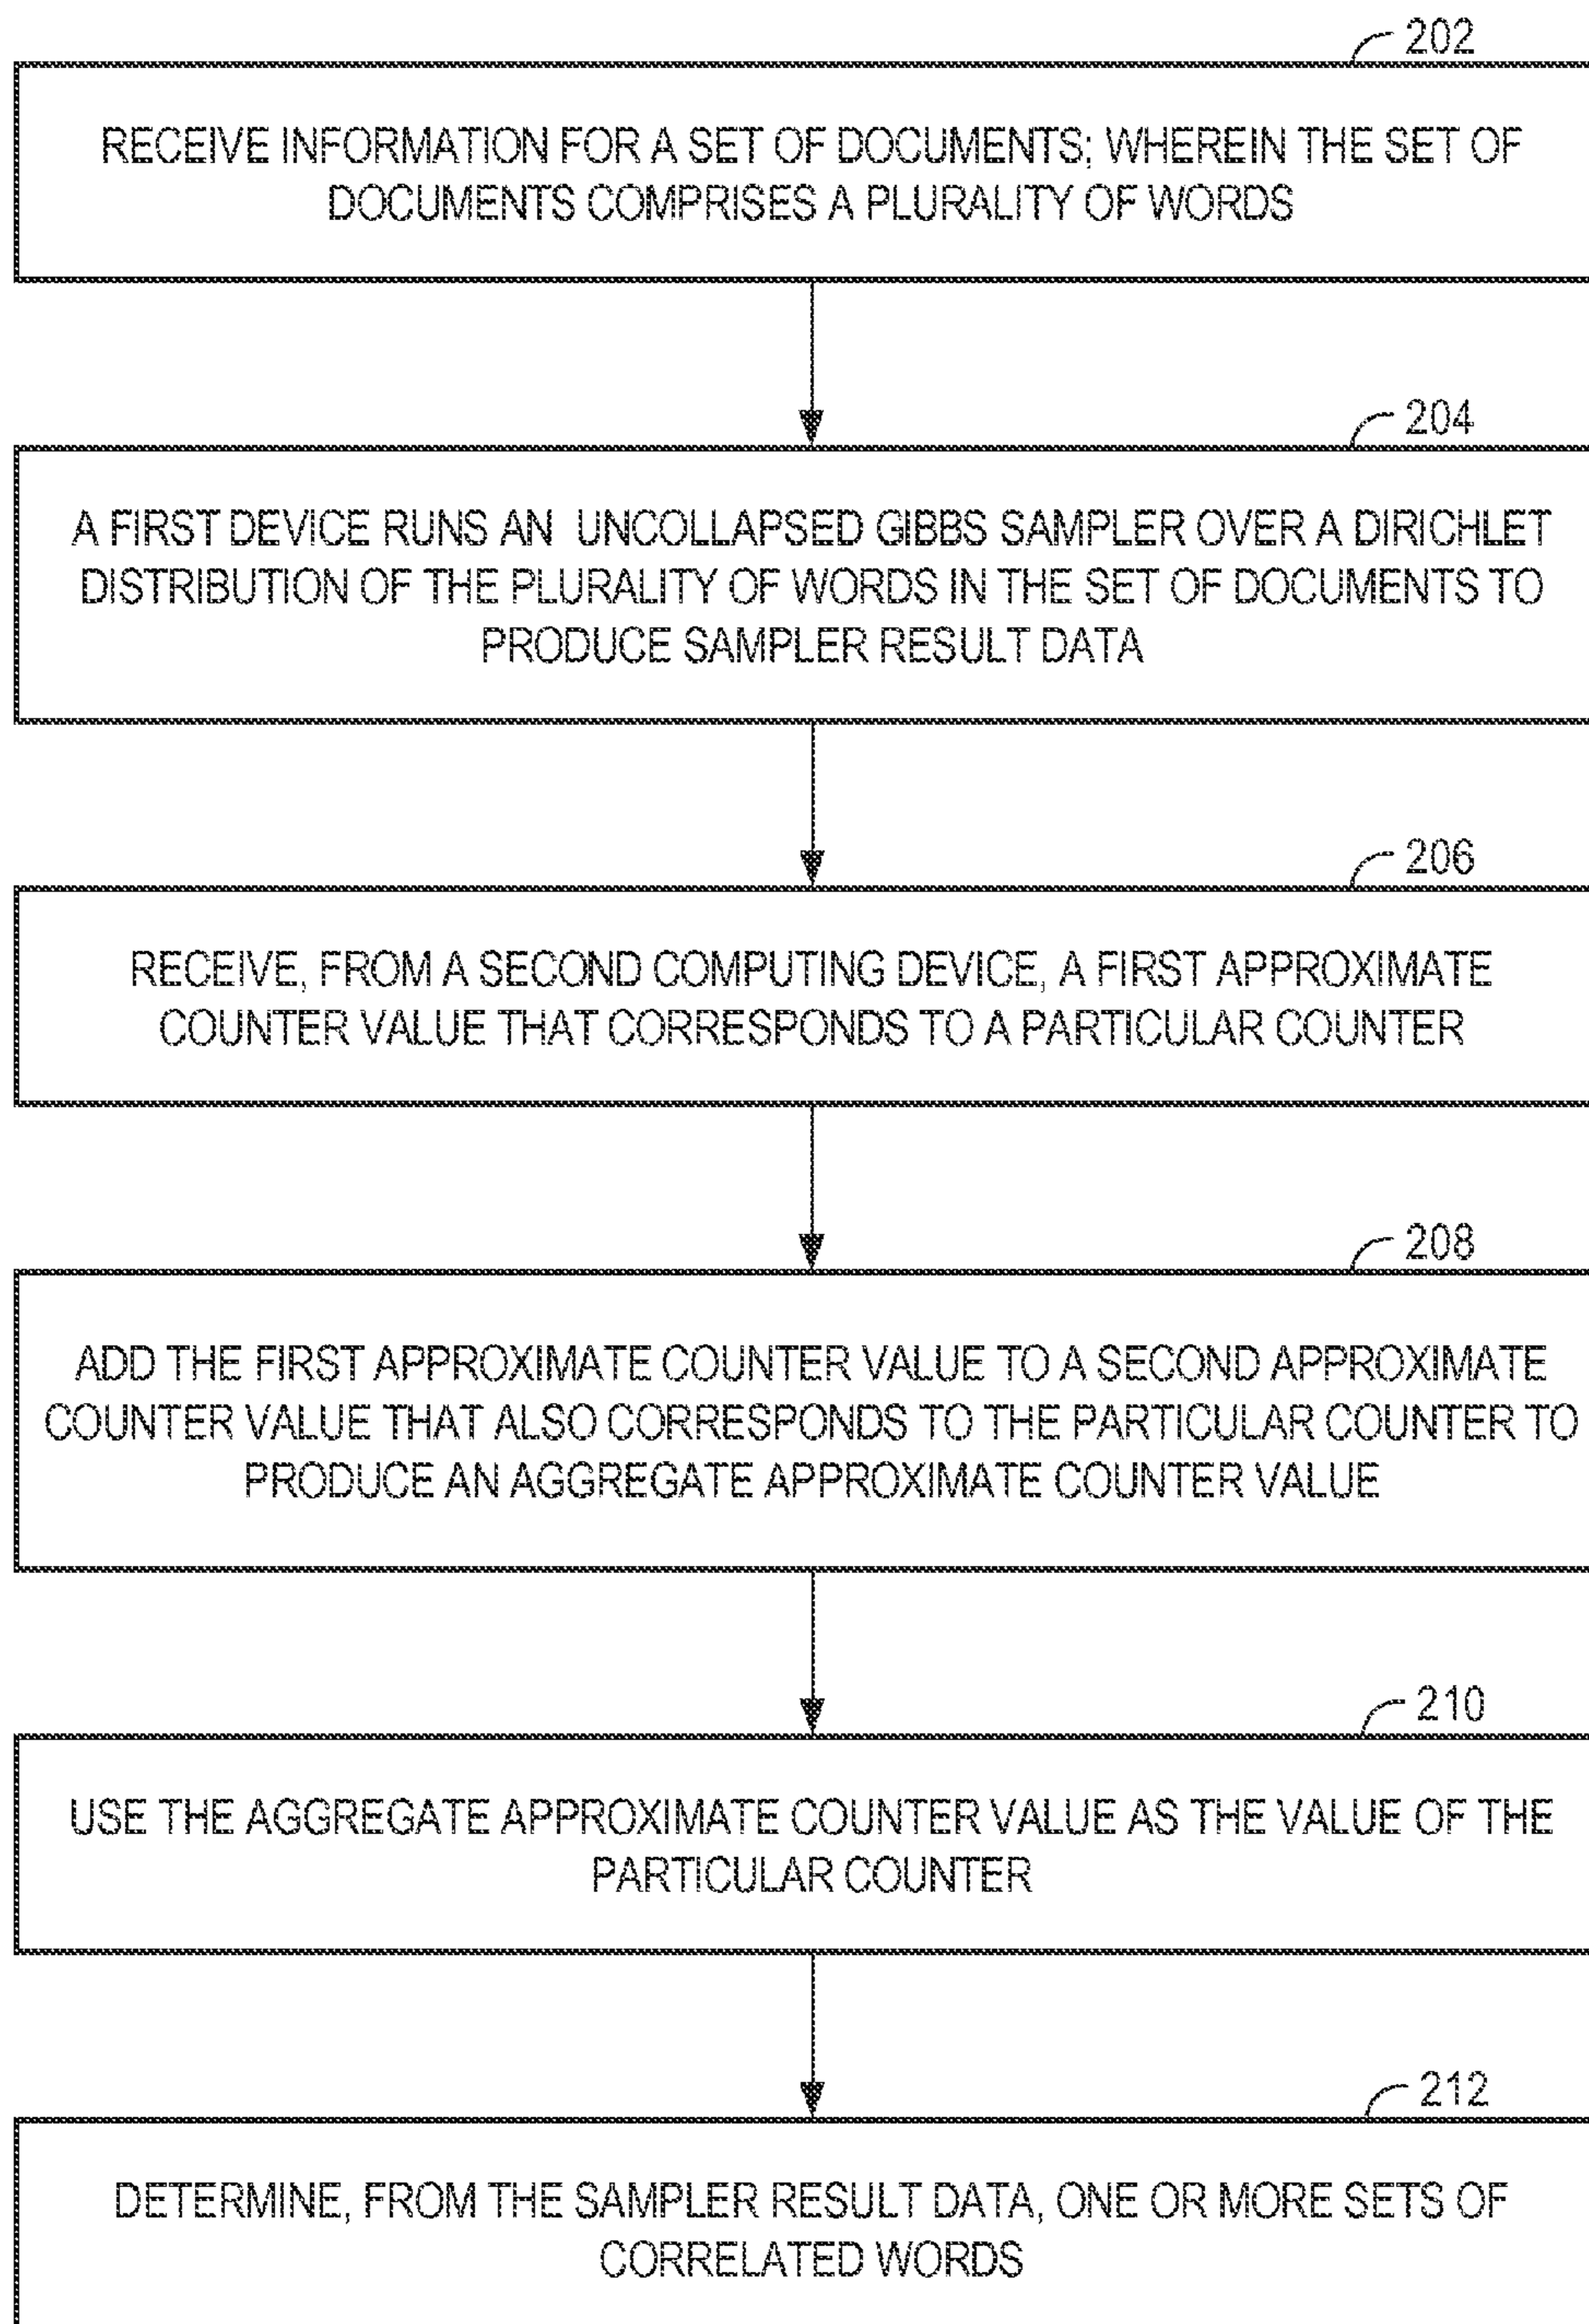 202
RECEIVE INFORMATION FOR A SET OF DOCUMENTS; WHEREIN THE SET OF
DOCUMENTS COMPRISES A PLURALITY OF WORDS
204
A FIRST DEVICE RUNS AN UNCOLLAPSED GIBBS SAMPLER OVER A DIRICHLET
DISTRIBUTION OF THE PLURALITY OF WORDS IN THE SET OF DOCUMENTS TO
PRODUCE SAMPLER RESULT DATA
206
RECEIVE, FROM A SECOND COMPUTING DEVICE, A FIRST APPROXIMATE
COUNTER VALUE THAT CORRESPONDS TO A PARTICULAR COUNTER
208
ADD THE FIRST APPROXIMATE COUNTER VALUE TO A SECOND APPROXIMATE
COUNTER VALUE THAT ALSO CORRESPONDS TO THE PARTICULAR COUNTER TO
PRODUCE AN AGGREGATE APPROXIMATE COUNTER VALUE
210
USE THE AGGREGATE APPROXIMATE COUNTER VALUE AS THE VALUE OF THE
PARTICULAR COUNTER
212
DETERMINE, FROM THE SAMPLER RESULT DATA, ONE OR MORE SETS OF
CORRELATED WORDS